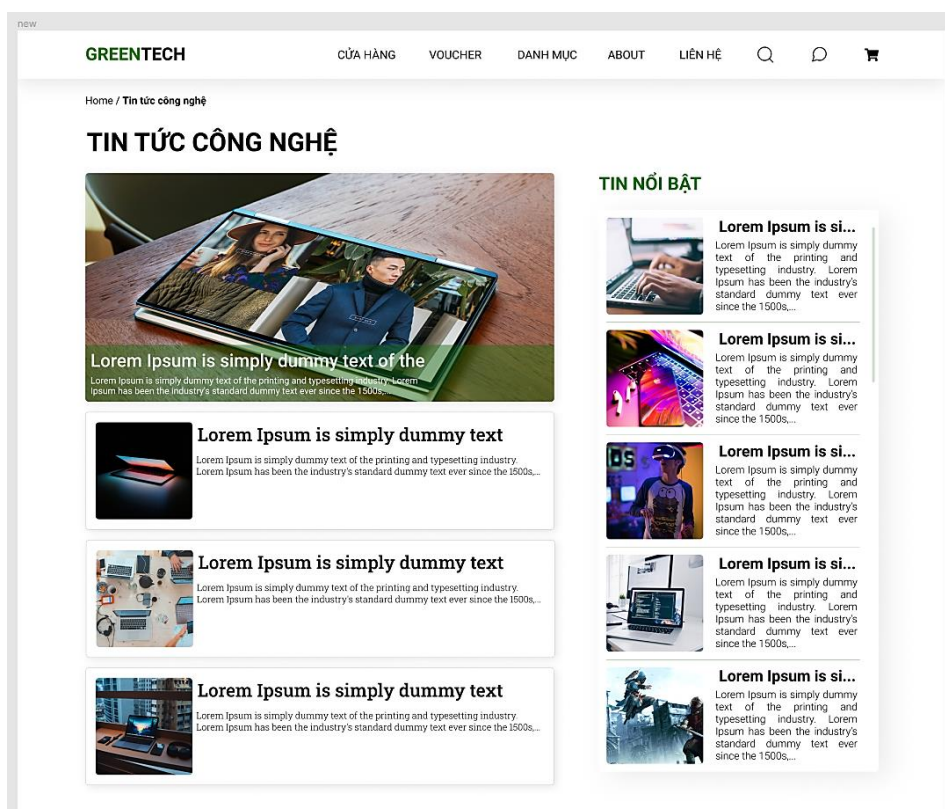 new
GREENTECH
CỬA HÀNG
VOUCHER
DANH MỤC
ABOUT
LIÊN HỆ
Home / Tin tức công nghệ
TIN TỨC CÔNG NGHỆ
Lorem Ipsum is simply dummy text of the
Lorem Ipsum is simply dummy text of the printing and typesetting industry. Lorem
Ipsum has been the industry's standard dummy text ever since the 1500s,...
Lorem Ipsum is simply dummy text
Lorem Ipsum is simply dummy text of the printing and typesetting industry.
Lorem Ipsum has been the industry's standard dummy text ever since the 1500s,...
Lorem Ipsum is simply dummy text
Lorem Ipsum is simply dummy text of the printing and typesetting industry.
Lorem Ipsum has been the industry's standard dummy text ever since the 1500s,...
Lorem Ipsum is simply dummy text
Lorem Ipsum is simply dummy text of the printing and typesetting industry.
Lorem Ipsum has been the industry's standard dummy text ever since the 1500s,...
TIN NỔI BẬT
Lorem Ipsum is si...
Lorem Ipsum is simply dummy
text of the printing and
typesetting industry. Lorem
Ipsum has been the industry's
standard dummy text ever
since the 1500s,...
Lorem Ipsum is si...
Lorem Ipsum is simply dummy
text of the printing and
typesetting industry. Lorem
Ipsum has been the industry's
standard dummy text ever
since the 1500s,...
Lorem Ipsum is si...
Lorem Ipsum is simply dummy
text of the printing and
typesetting industry. Lorem
Ipsum has been the industry's
standard dummy text ever
since the 1500s,...
Lorem Ipsum is si...
Lorem Ipsum is simply dummy
text of the printing and
typesetting industry. Lorem
Ipsum has been the industry's
standard dummy text ever
since the 1500s,...
Lorem Ipsum is si...
Lorem Ipsum is simply dummy
text of the printing and
typesetting industry. Lorem
Ipsum has been the industry's
standard dummy text ever
since the 1500s,...